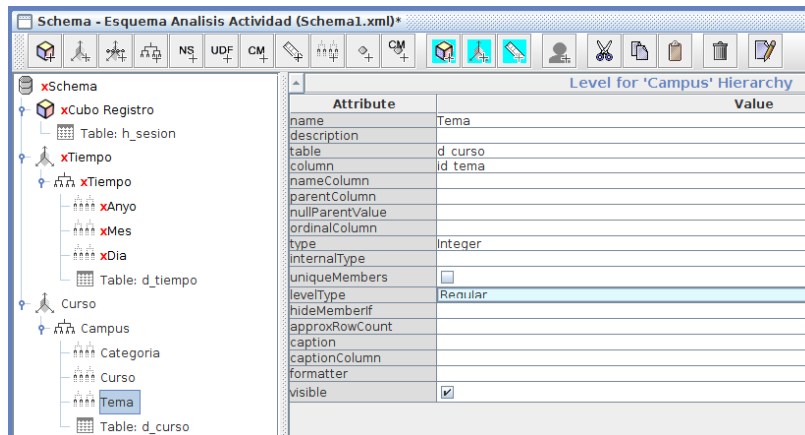 Schema - Esquema Analisis Actividad (Schema1.xml)*
NS UDF CM CM
xSchema
xCubo Registro
Table: h_sesion
xTiempo
xTiempo
xAnyo
xMes
xDia
Table: d_tiempo
Curso
Campus
Categoria
Curso
Tema
Table: d_curso
Level for 'Campus' Hierarchy
Attribute Value
name Tema
description
table d_curso
column id_tema
nameColumn
parentColumn
nullParentValue
ordinalColumn
type Integer
internalType
uniqueMembers
levelType Regular
hideMemberIf
approxRowCount
caption
captionColumn
formatter
visible